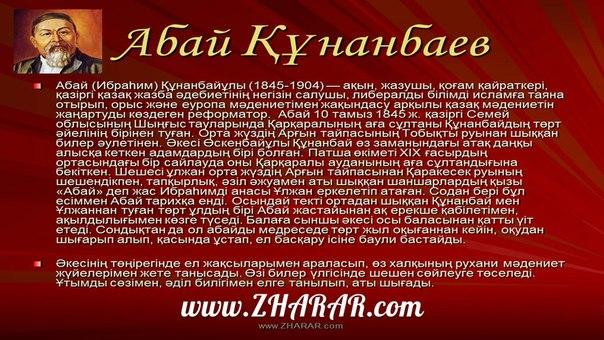 Абай Құнанбаев
Абай (Ибраһим) Құнанбайұлы (1845-1904) — ақын, жазушы, қоғам қайраткері,
қазіргі қазақ жазба әдебиетінің негізін салушы, либералды білімді исламға таяна
отырып, орыс және еуропа мәдениетімен жақындасу арқылы қазақ мәдениетін
жаңартуды көздеген реформатор. Абай 10 тамыз 1845 ж. қазіргі Семей
облысының Шыңғыс тауларында Қарқаралының аға сұлтаны Құнанбайдың төрт
әйелінің бірінен туған. Орта жүздің Арғын тайпасының Тобықты руынан шыққан
билер әулетінен. Әкесі Өскенбайұлы Құнанбай өз заманындағы атақ даңқы
алысқа кеткен адамдардың бірі болған. Патша өкіметі XIX ғасырдың
ортасындағы бір сайлауда оны Қарқаралы ауданының аға сұлтандығына
бекіткен. Шешесі ұлжан орта жүздің Арғын тайпасынан Қаракесек руының
шешендікпен, тапқырлық, әзіл әжуамен аты шыққан шаншарлардың қызы
«Абай» деп жас Ибраһимді анасы Ұлжан еркелетіп атаған. Содан бері бұл
есіммен Абай тарихқа енді. Осындай текті ортадан шыққан Құнанбай мен
Ұлжаннан туған төрт ұлдың бірі Абай жастайынан ақ ерекше қабілетімен,
ақылдылығымен көзге түседі. Балаға сыншы әкесі осы баласынан қатты үміт
етеді. Сондықтан да ол абайды медреседе төрт жыл оқығаннан кейін, оқудан
шығарып алып, қасында ұстап, ел басқару ісіне баули бастайды.
Әкесінің төңірегінде ел жақсыларымен араласып, өз халқының рухани мәдениет
жүйелерімен жете танысады. Өзі билер үлгісінде шешен сөйлеуге төселеді.
Ұтымды сөзімен, әділ билігімен елге танылып, аты шығады.
www.ZHARAR.com
www.ZHARAR.com